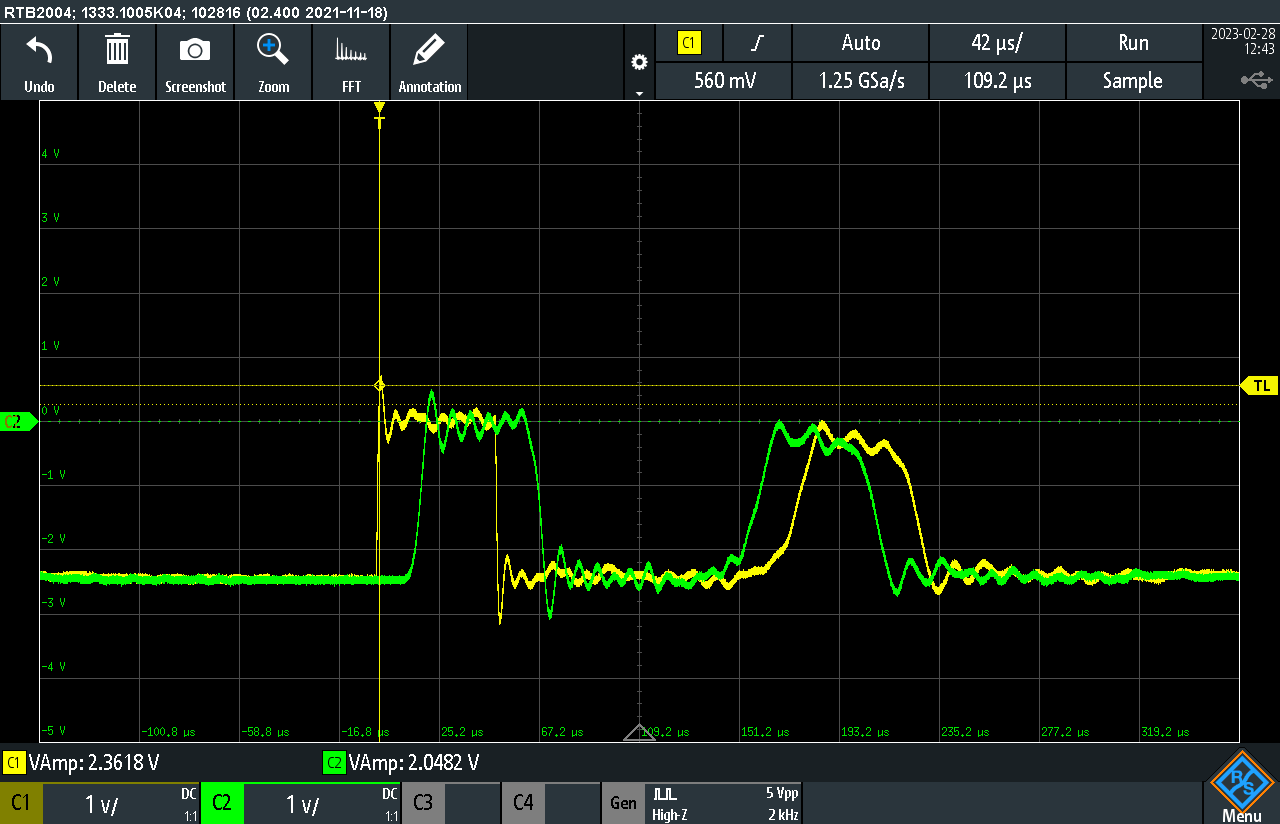 RTB2004; 1333.1005K04; 102816 (02.400 2021-11-18)
Undo
Delete
Screenshot
Zoom
FFT
Annotation
C1
Auto
42 µs/
Run
560 mV
1.25 GSa/s
109.2 µs
Sample
2023-02-28
12:43
T
4 V
3 V
2 V
1 V
TL
0 V
C2
-1 V
-2 V
-3 V
-4 V
-5 V
-100.8 µs
-58.8 µs
-16.8 µs
25.2 µs
67.2 µs
109.2 µs
151.2 µs
193.2 µs
235.2 µs
277.2 µs
319.2 µs
C1 VAmp: 2.3618 V
C2 VAmp: 2.0482 V
C1
1 V/
DC
1:1
C2
1 V/
DC
1:1
C3
C4
Gen
High-Z
5 Vpp
2 kHz
R
S
Menu